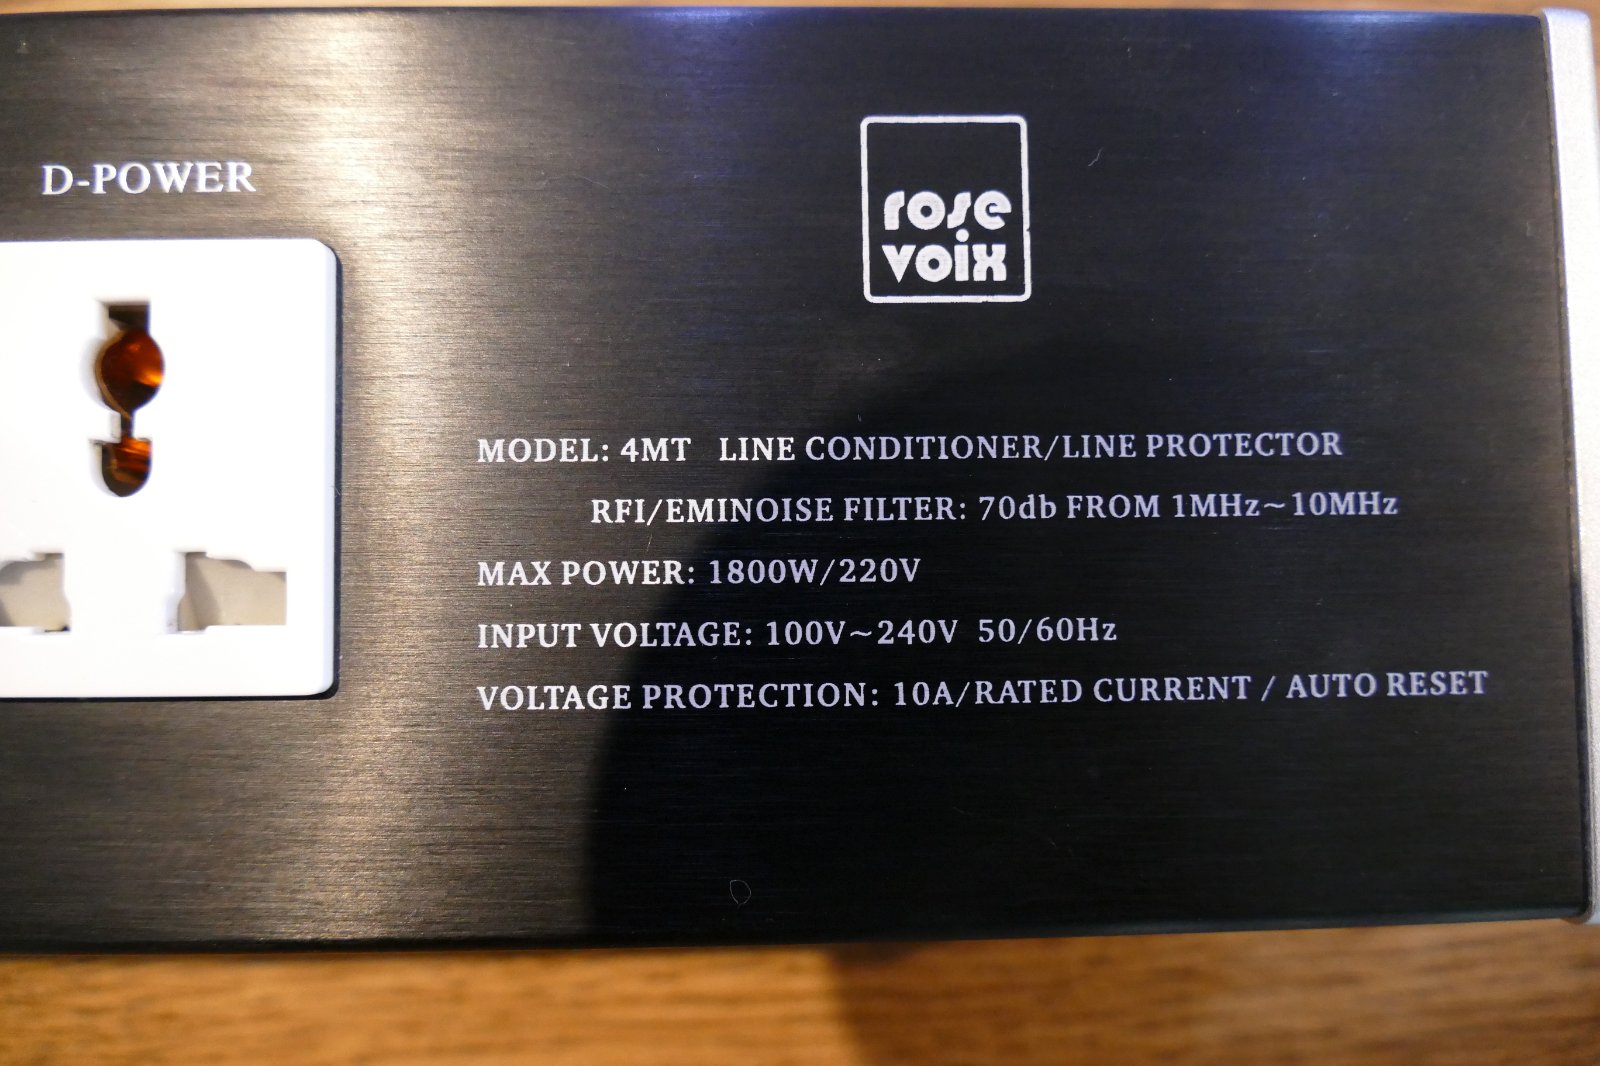 D-POWER
rose
voix
MODEL: 4MT LINE CONDITIONER/LINE PROTECTOR
RFI/EMINOISE FILTER: 70db FROM 1MHz~10MHz
MAX POWER: 1800W/220V
INPUT VOLTAGE: 100V~240V 50/60Hz
VOLTAGE PROTECTION: 10A/RATED CURRENT / AUTO RESET